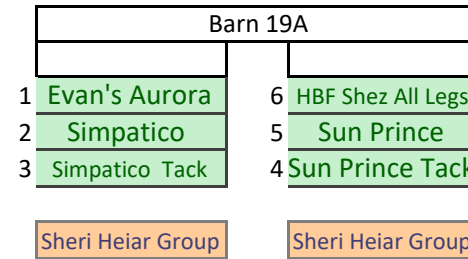 Barn 19A
1 Evan's Aurora 6 HBF Shez All Legs
2 Simpatico 5 Sun Prince
3 Simpatico Tack 4 Sun Prince Tack
Sheri Heiar Group Sheri Heiar Group